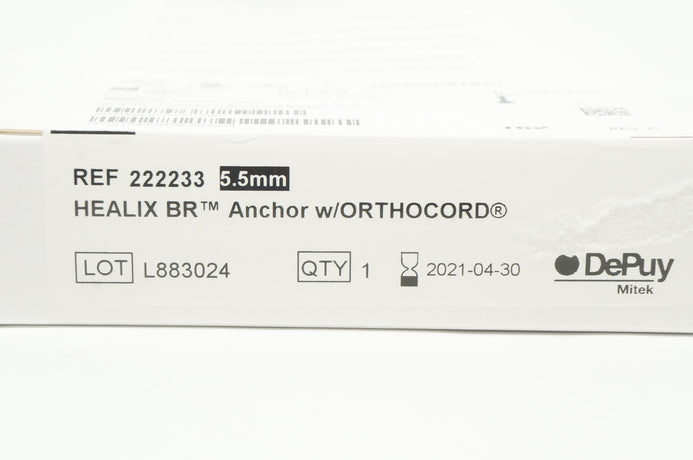 REF 222233 5.5mm
HEALIX BR™ Anchor w/ORTHOCORD®
LOT L883024 QTY 1 2021-04-30
DePuy
Mitek